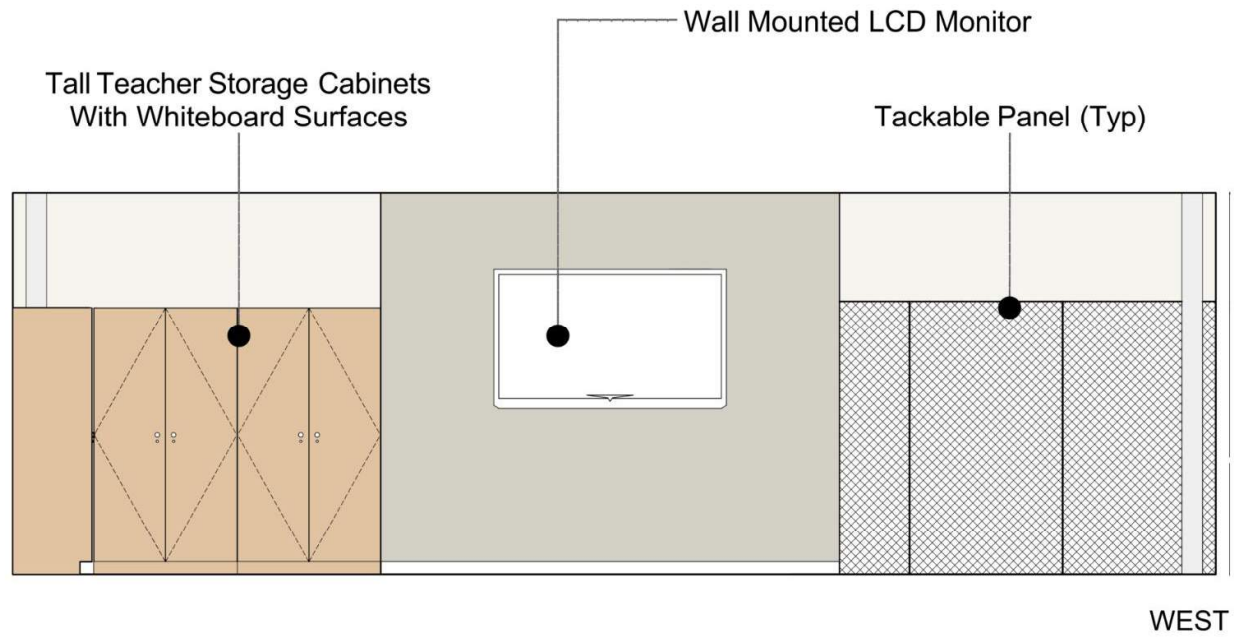 Wall Mounted LCD Monitor
Tall Teacher Storage Cabinets
With Whiteboard Surfaces
Tackable Panel (Typ)
WEST